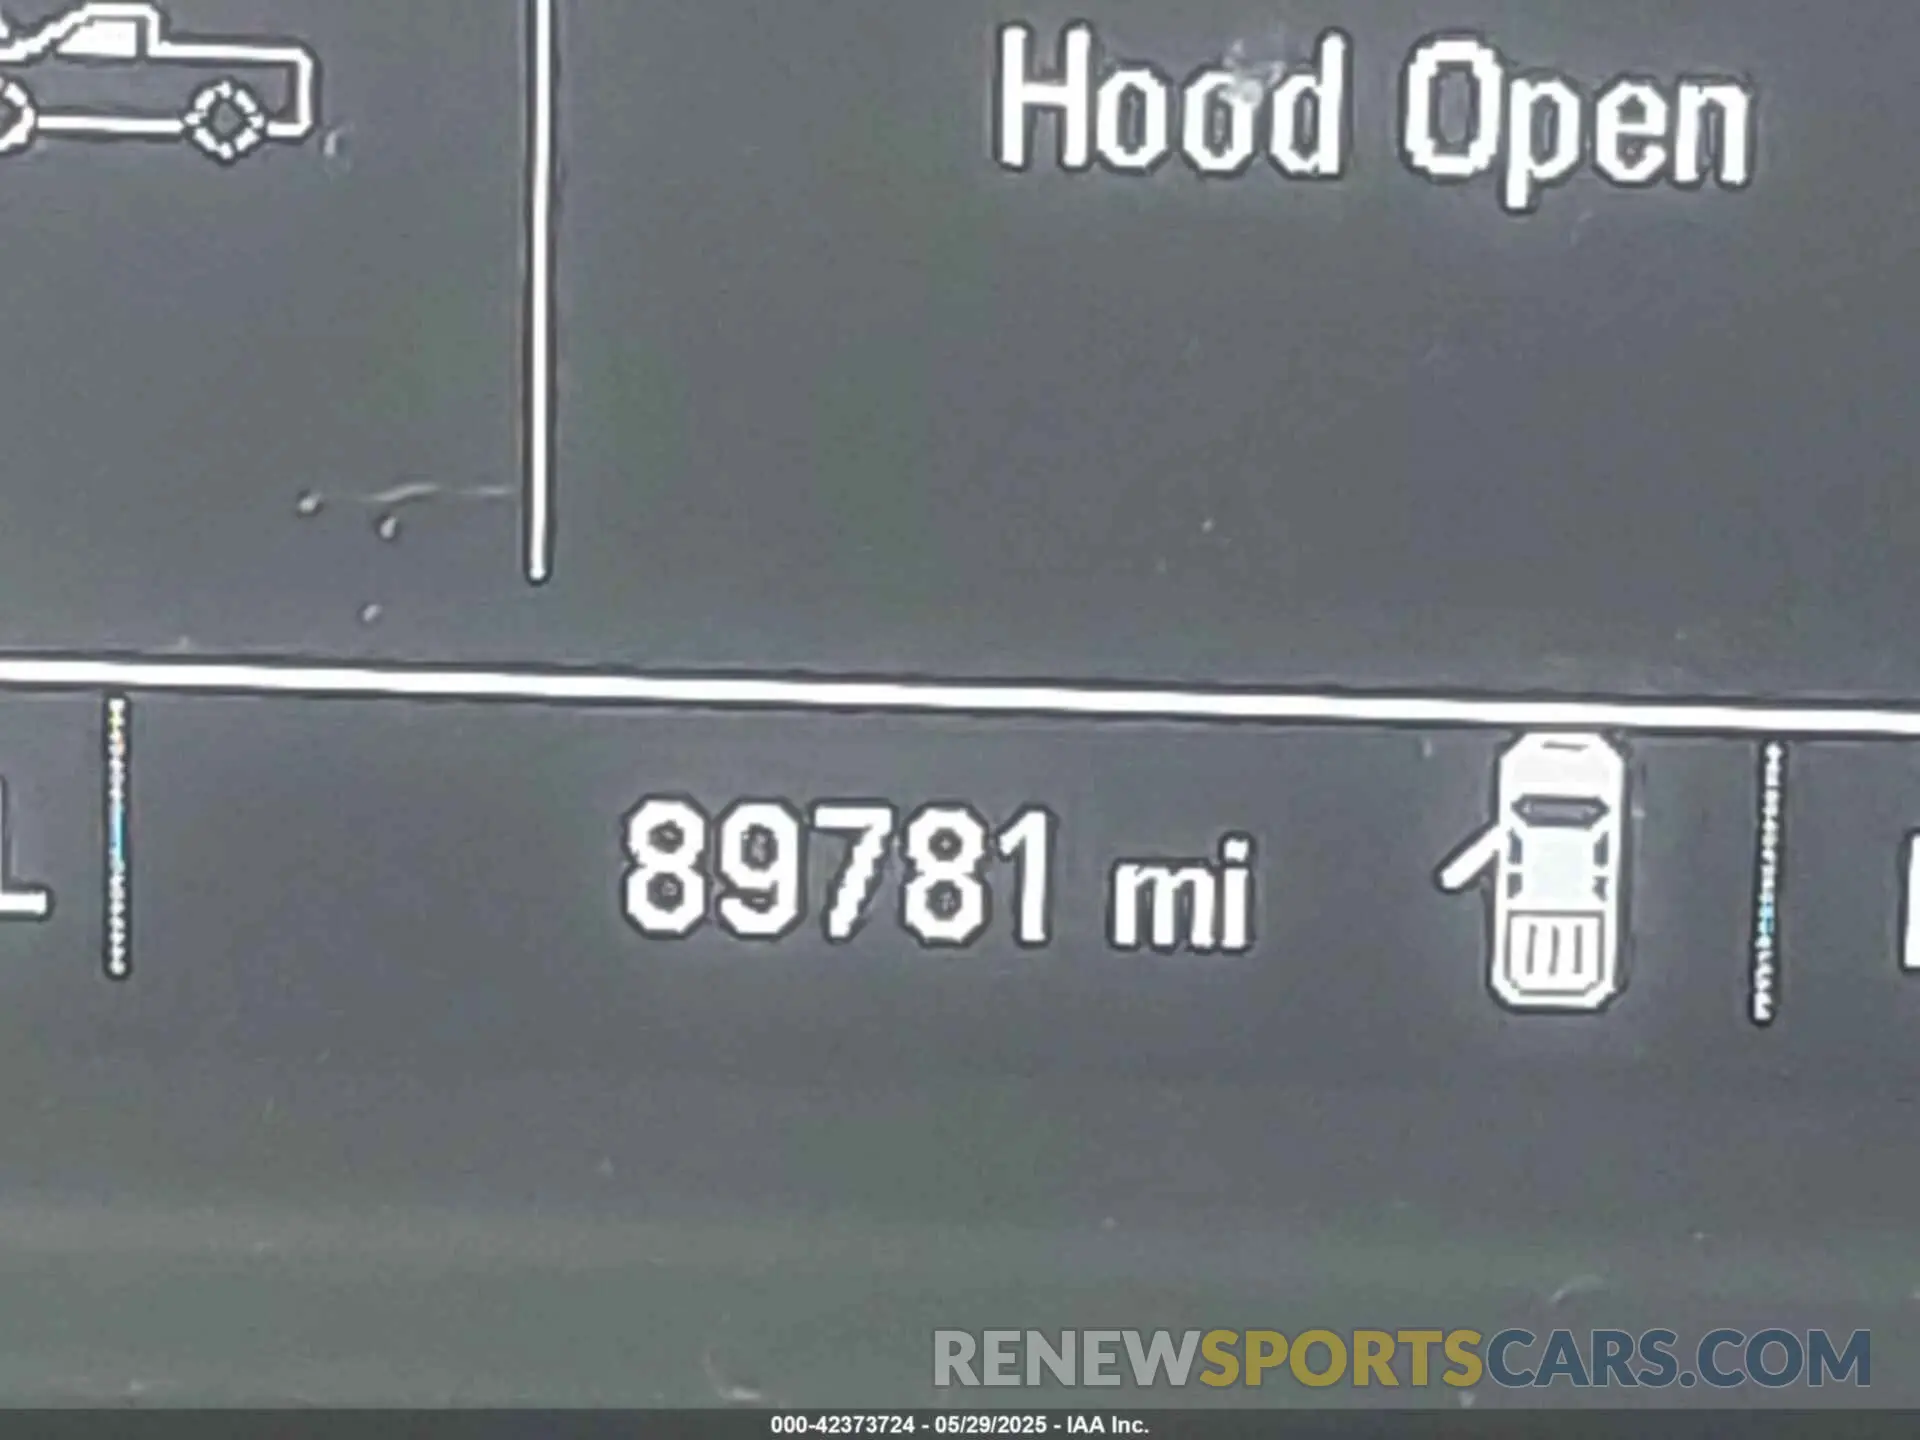 Hood Open
L
89781 mi
RENEWSPORTSCARS.COM
000-42373724 - 05/29/2025 - IAA Inc.